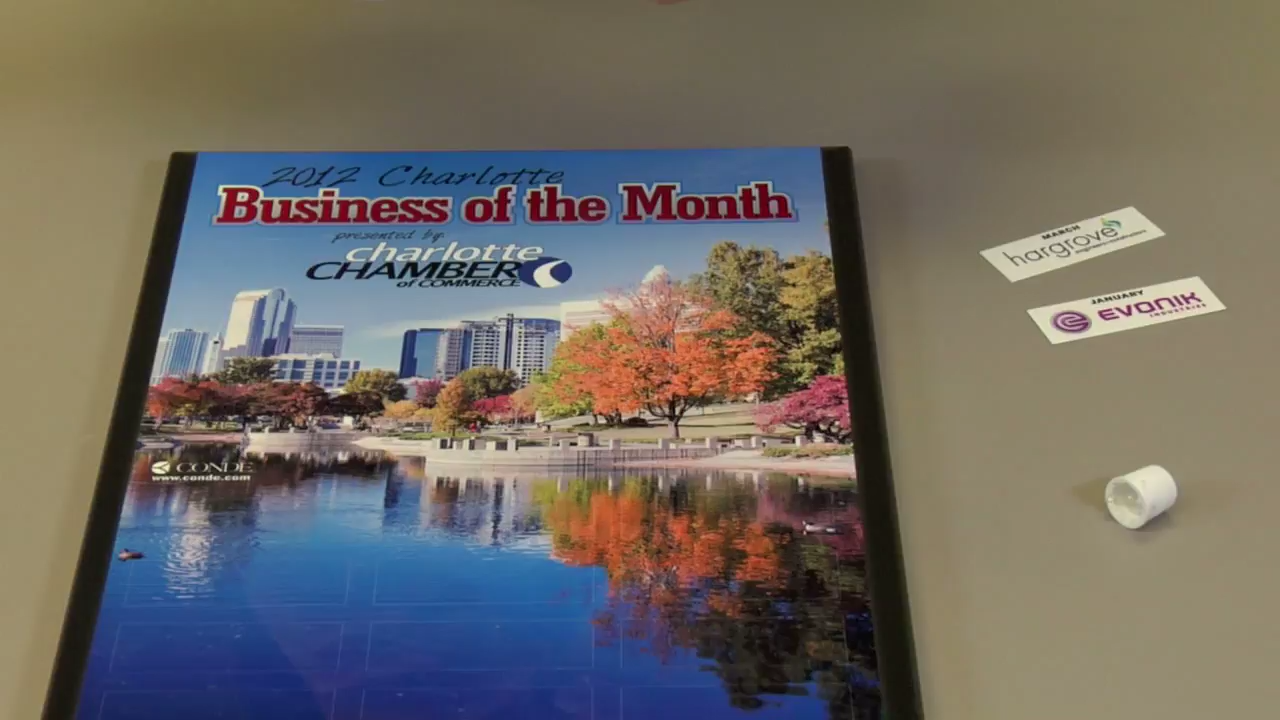 2012 Charlotte
Business of the Month
presented by:
charlotte
CHAMBER
of COMMERCE
CONDE
www.conde.com
MARCH
hargrove
JANUARY
EVONIK
INDUSTRIES